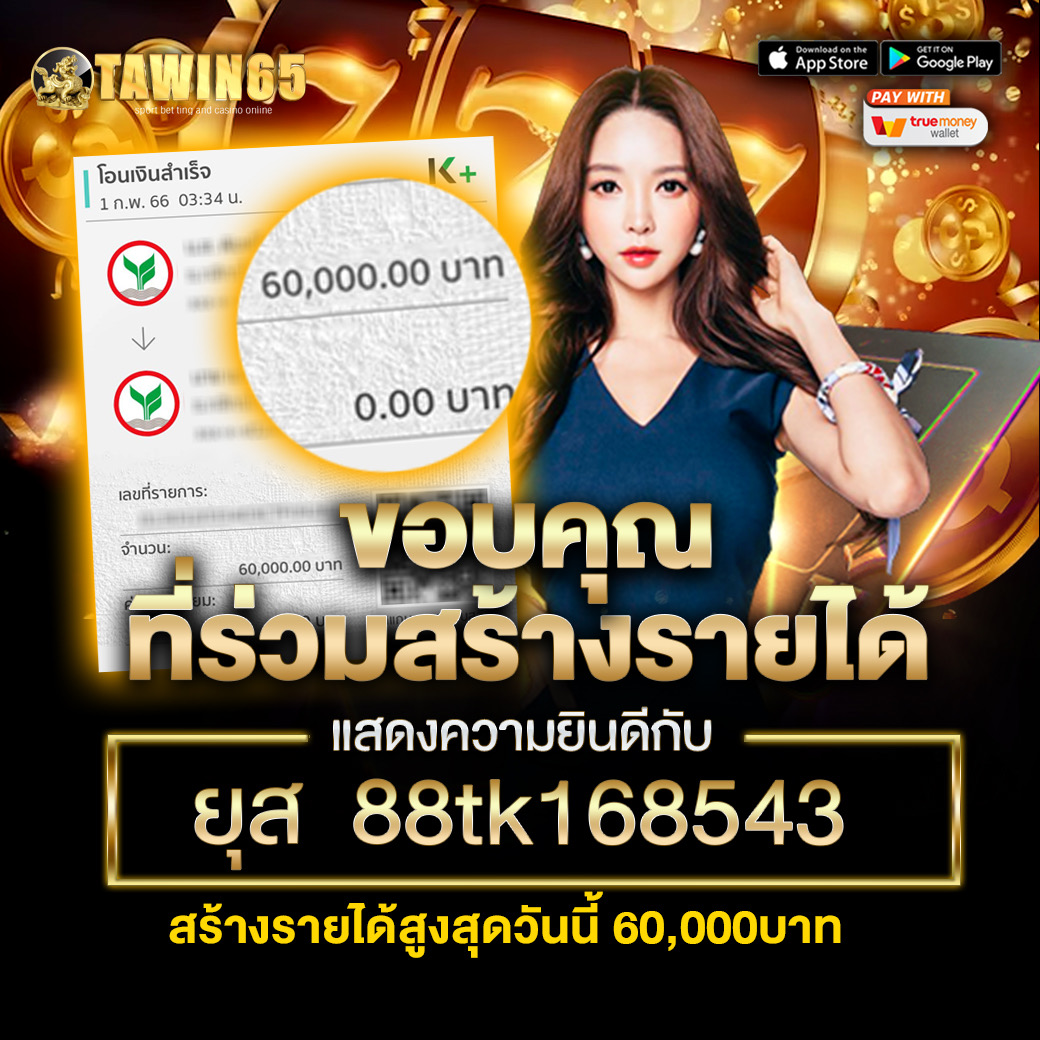 TAWIN65
sport bet ting and casino online
Download on the
App Store
GET IT ON
Google Play
PAY WITH
truemoney
wallet
โอนเงินสำเร็จ
1 ก.พ. 66 03:34 น.
K+
60,000.00 บาท
0.00 บาท
เลขที่รายการ:
จำนวน:
60,000.00 บาท
ขอบคุณ
ที่ร่วมสร้างรายได้
แสดงความยินดีกับ
ยุส 88tk168543
สร้างรายได้สูงสุดวันนี้ 60,000บาท